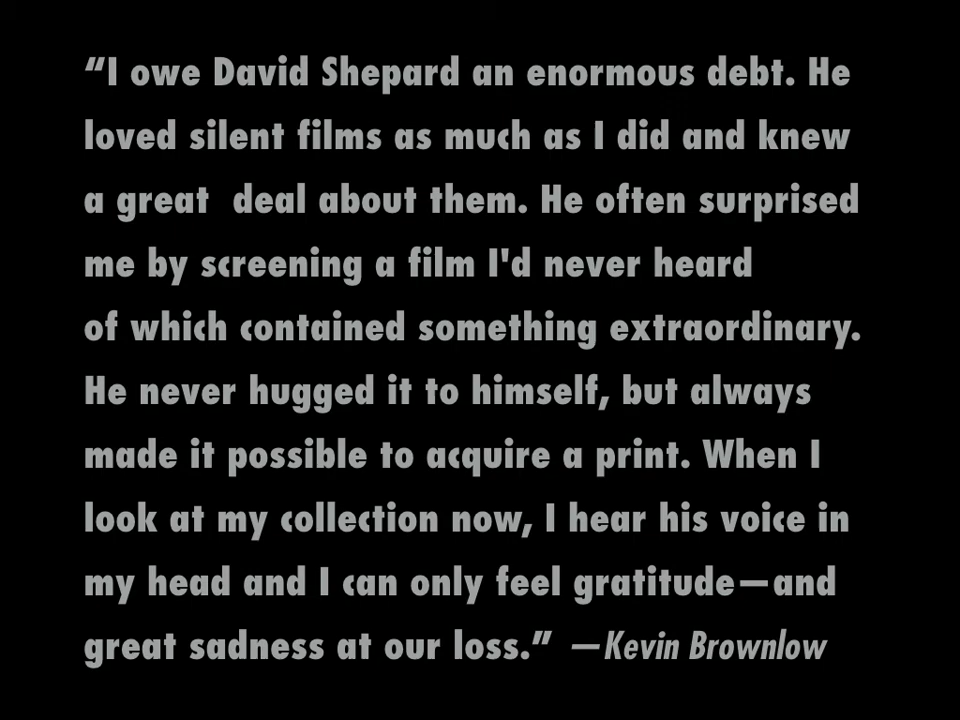 “I owe David Shepard an enormous debt. He
loved silent films as much as I did and knew
a great  deal about them. He often surprised
me by screening a film I'd never heard
of which contained something extraordinary.
He never hugged it to himself, but always
made it possible to acquire a print. When I
look at my collection now, I hear his voice in
my head and I can only feel gratitude—and
great sadness at our loss.” —Kevin Brownlow